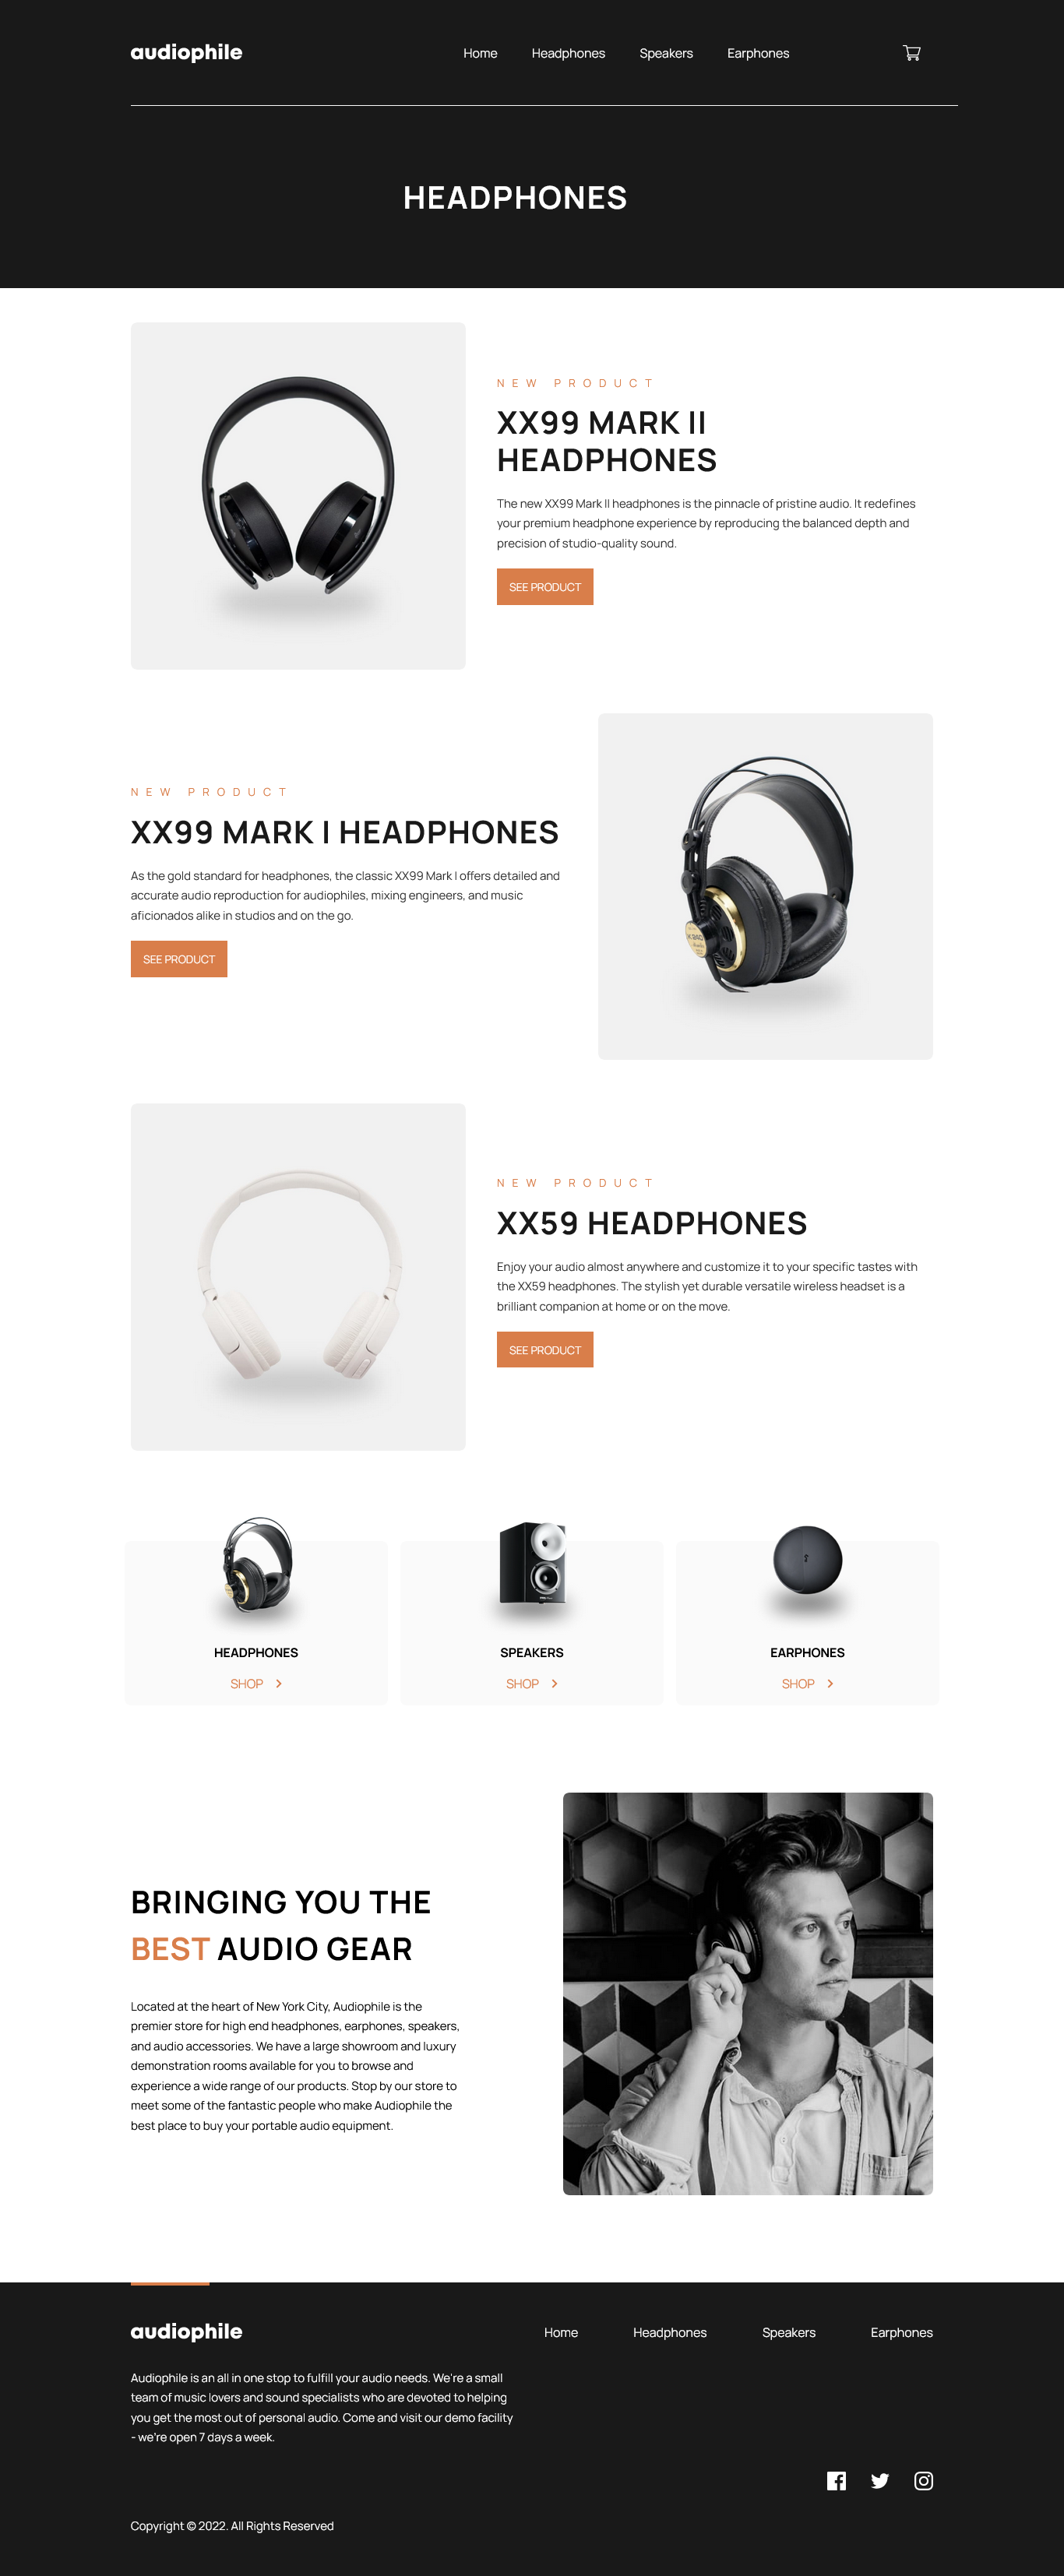 audiophile
Home Headphones Speakers Earphones
HEADPHONES
NEW PRODUCT
XX99 MARK II
HEADPHONES
The new XX99 Mark II headphones is the pinnacle of pristine audio. It redefines
your premium headphone experience by reproducing the balanced depth and
precision of studio-quality sound.
SEE PRODUCT
NEW PRODUCT
XX99 MARK I HEADPHONES
As the gold standard for headphones, the classic XX99 Mark I offers detailed and
accurate audio reproduction for audiophiles, mixing engineers, and music
aficionados alike in studios and on the go.
SEE PRODUCT
NEW PRODUCT
XX59 HEADPHONES
Enjoy your audio almost anywhere and customize it to your specific tastes with
the XX59 headphones. The stylish yet durable versatile wireless headset is a
brilliant companion at home or on the move.
SEE PRODUCT
HEADPHONES
SHOP
SPEAKERS
SHOP
EARPHONES
SHOP
BRINGING YOU THE
BEST AUDIO GEAR
Located at the heart of New York City, Audiophile is the
premier store for high end headphones, earphones, speakers,
and audio accessories. We have a large showroom and luxury
demonstration rooms available for you to browse and
experience a wide range of our products. Stop by our store to
meet some of the fantastic people who make Audiophile the
best place to buy your portable audio equipment.
audiophile
Home Headphones Speakers Earphones
Audiophile is an all in one stop to fulfill your audio needs. We're a small
team of music lovers and sound specialists who are devoted to helping
you get the most out of personal audio. Come and visit our demo facility
- we're open 7 days a week.
Copyright © 2022. All Rights Reserved